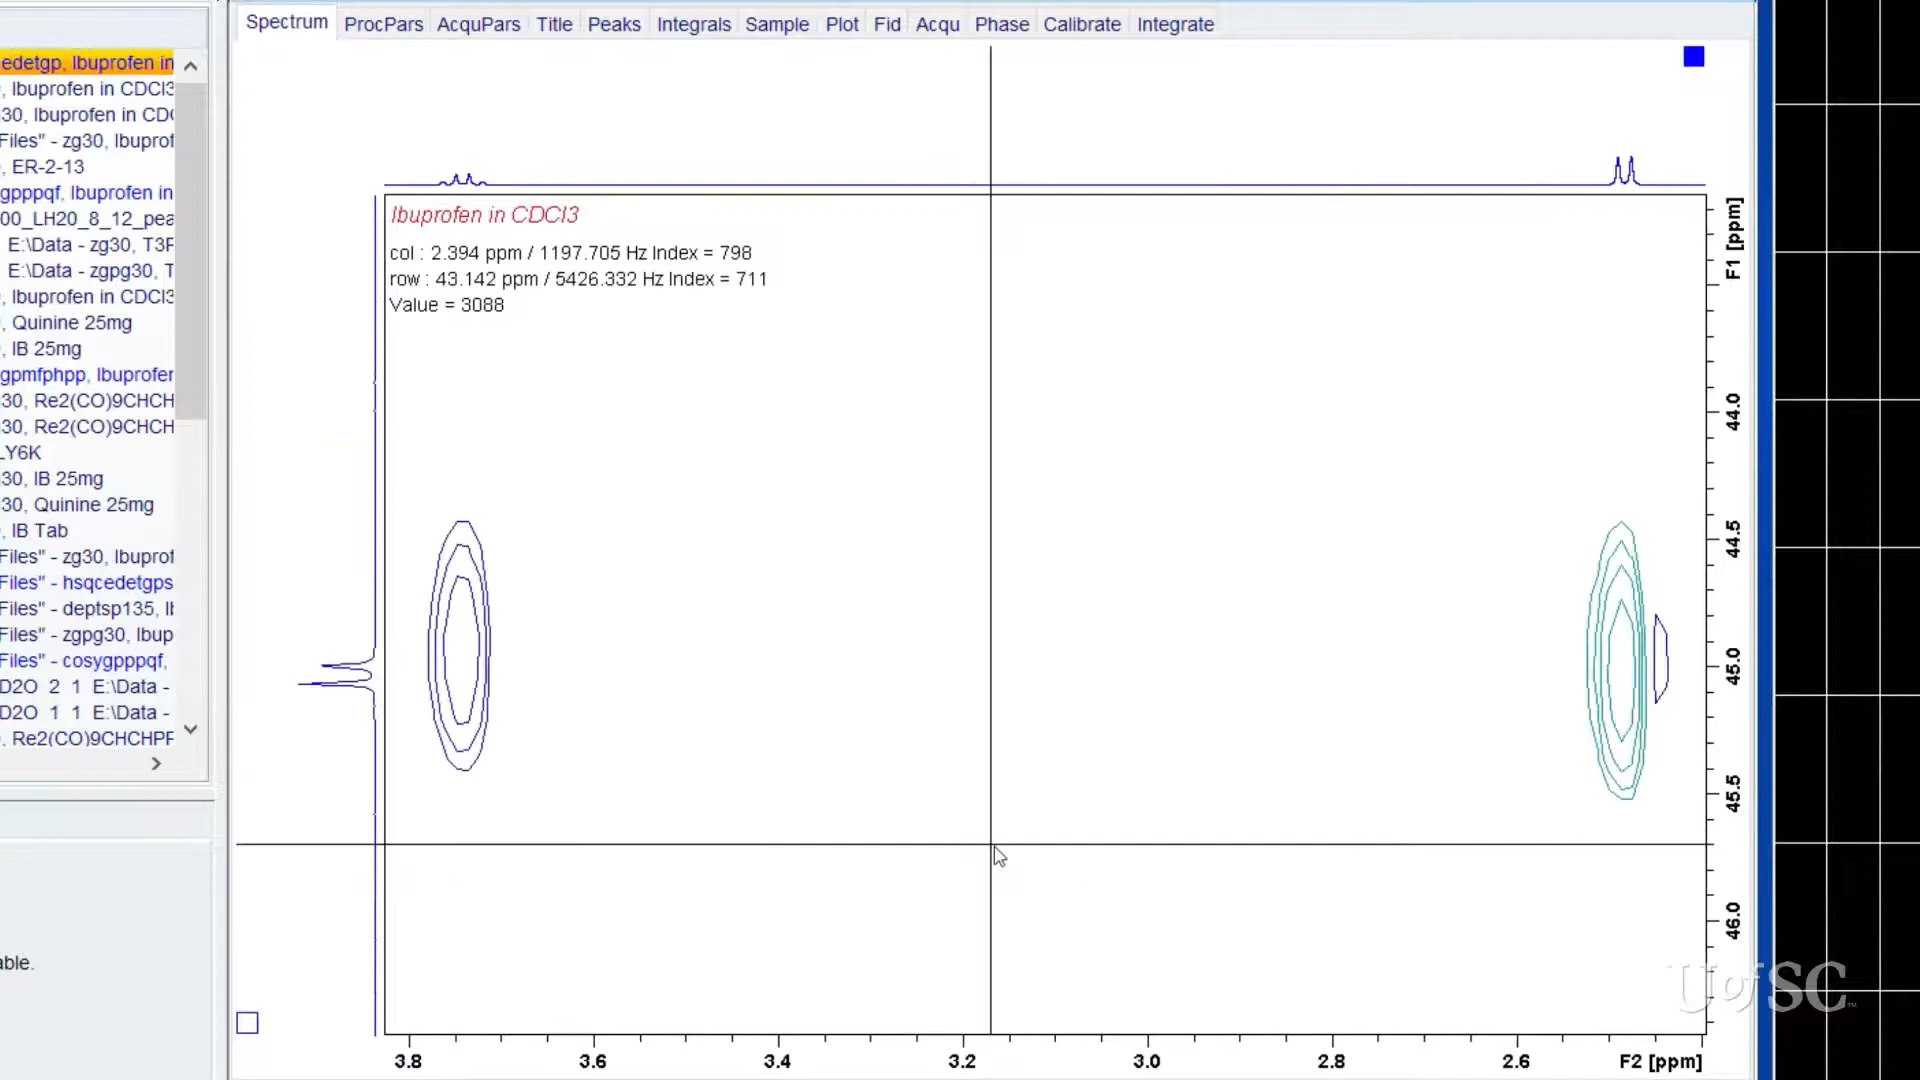 Spectrum ProcPars AcquPars Title Peaks Integrals Sample Plot Fid Acqu Phase Calibrate Integrate
edetgp, Ibuprofen in
, Ibuprofen in CDCl3
30, Ibuprofen in CD
Files" - zg30, Ibuprof
, ER-2-13
gpppqf, Ibuprofen in
00_LH20_8_12_pea
E:\Data - zg30, T3F
E:\Data - zgpg30, T
, Ibuprofen in CDCl3
, Quinine 25mg
, IB 25mg
gpmfphpp, Ibuprofen
30, Re2(CO)9CHCH
30, Re2(CO)9CHCH
LY6K
30, IB 25mg
30, Quinine 25mg
, IB Tab
Files" - zg30, Ibuprof
Files" - hsqcedetgps
Files" - deptsp135, I
Files" - zgpg30, Ibup
Files" - cosygpppqf,
D2O 2 1 E:\Data -
D2O 1 1 E:\Data -
, Re2(CO)9CHCHPF
able.
Ibuprofen in CDCl3
col : 2.394 ppm / 1197.705 Hz Index = 798
row : 43.142 ppm / 5426.332 Hz Index = 711
Value = 3088
F1 [ppm]
44.0
44.5
45.0
45.5
46.0
3.8 3.6 3.4 3.2 3.0 2.8 2.6 F2 [ppm]
UofSC